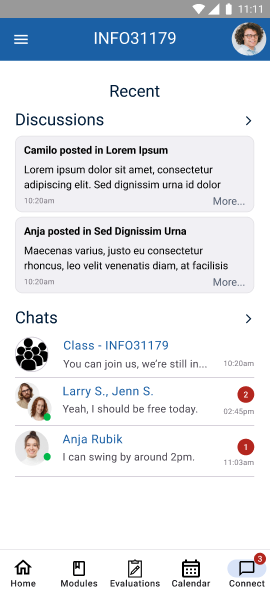 11:11
INFO31179
Recent
Discussions
Camilo posted in Lorem Ipsum
Lorem ipsum dolor sit amet, consectetur
adipiscing elit. Sed dignissim urna id dolor
10:20am More...
Anja posted in Sed Dignissim Urna
Maecenas varius, justo eu consectetur
rhoncus, leo velit venenatis diam, at facilisis
10:20am More...
Chats
Class - INFO31179
You can join us, we're still in... 10:20am
Larry S., Jenn S. 2
Yeah, I should be free today. 02:45pm
Anja Rubik 1
I can swing by around 2pm. 11:03am
3
Home Modules Evaluations Calendar Connect